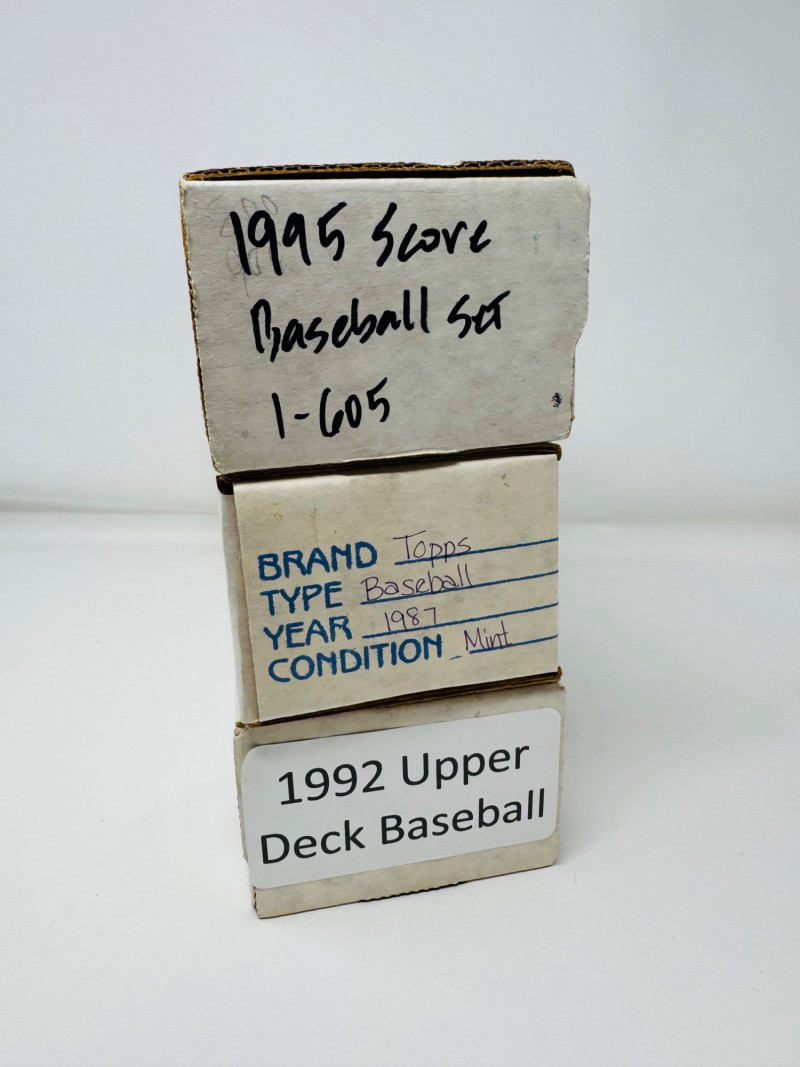 1995 Score
Baseball Set
1-605
BRAND Topps
TYPE Baseball
YEAR 1987
CONDITION Mint
1992 Upper
Deck Baseball